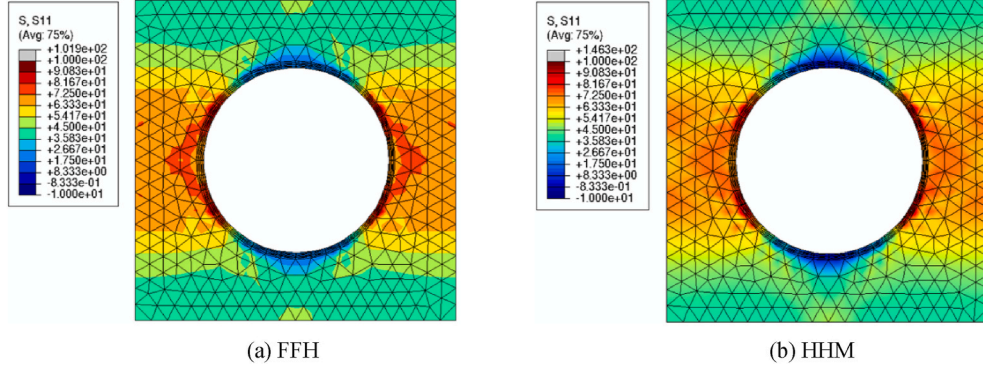 S, S11
(Avg: 75%)
+1.019e+02
+1.000e+02
+9.083e+01
+8.167e+01
+7.250e+01
+6.333e+01
+5.417e+01
+4.500e+01
+3.583e+01
+2.667e+01
+1.750e+01
+8.333e+00
-8.333e-01
-1.000e+01
S, S11
(Avg: 75%)
+1.463e+02
+1.000e+02
+9.083e+01
+8.167e+01
+7.250e+01
+6.333e+01
+5.417e+01
+4.500e+01
+3.583e+01
+2.667e+01
+1.750e+01
+8.333e+00
-8.333e-01
-1.000e+01
(a) FFH
(b) HHM